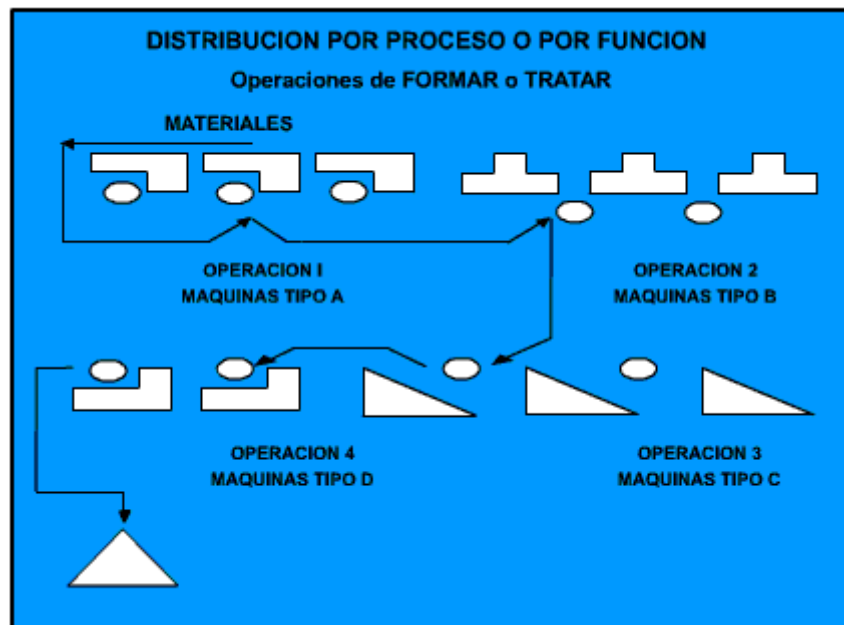 DISTRIBUCION POR PROCESO O POR FUNCION
Operaciones de FORMAR o TRATAR
MATERIALES
OPERACION I
MAQUINAS TIPO A
OPERACION 2
MAQUINAS TIPO B
OPERACION 4
MAQUINAS TIPO D
OPERACION 3
MAQUINAS TIPO C